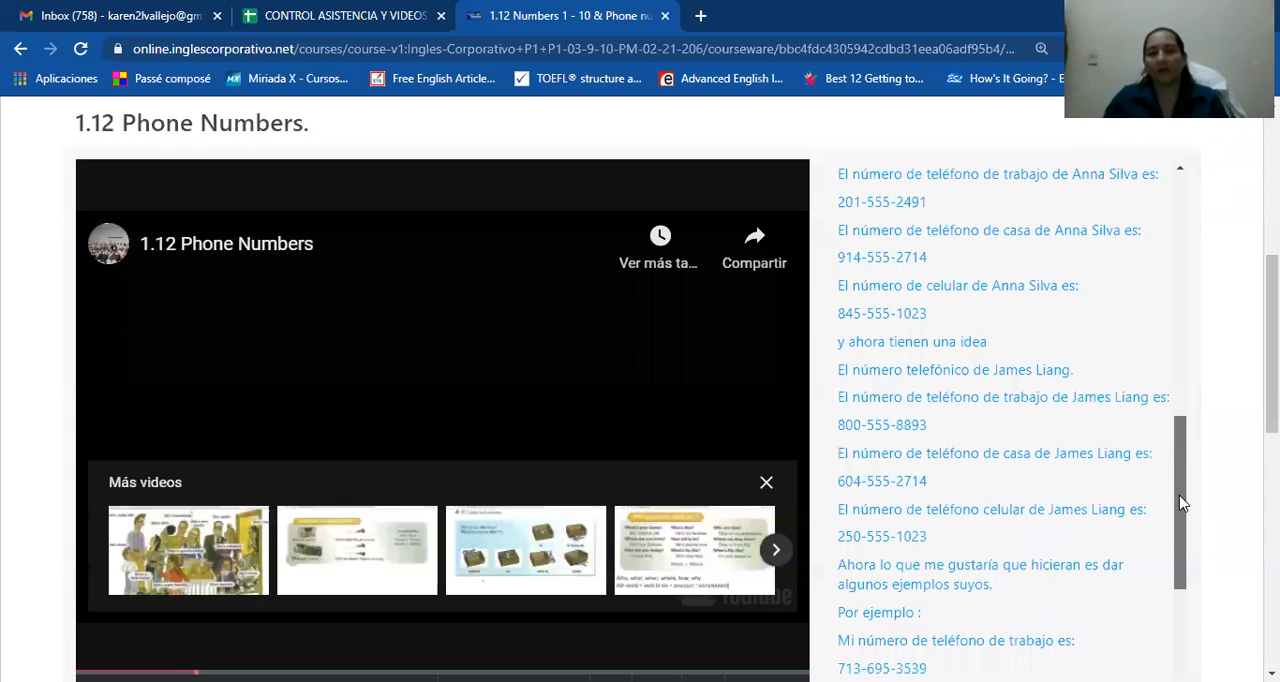 Inbox (758) - karen2lvallejo@gm
CONTROL ASISTENCIA Y VIDEOS
1.12 Numbers 1 - 10 & Phone nu
online.inglescorporativo.net/courses/course-v1:Ingles-Corporativo+P1+P1-03-9-10-PM-02-21-206/courseware/bbc4fdc4305942cdbd31eea06adf95b4/...
Aplicaciones
Passé composé
Miriada X - Cursos...
Free English Article...
TOEFL® structure a...
Advanced English I...
Best 12 Getting to...
How's It Going? - E
1.12 Phone Numbers.
1.12 Phone Numbers
Ver más ta...
Compartir
Más videos
YouTube
El número de teléfono de trabajo de Anna Silva es:
201-555-2491
El número de teléfono de casa de Anna Silva es:
914-555-2714
El número de celular de Anna Silva es:
845-555-1023
y ahora tienen una idea
El número telefónico de James Liang.
El número de teléfono de trabajo de James Liang es:
800-555-8893
El número de teléfono de casa de James Liang es:
604-555-2714
El número de teléfono celular de James Liang es:
250-555-1023
Ahora lo que me gustaría que hicieran es dar
algunos ejemplos suyos.
Por ejemplo :
Mi número de teléfono de trabajo es:
713-695-3539